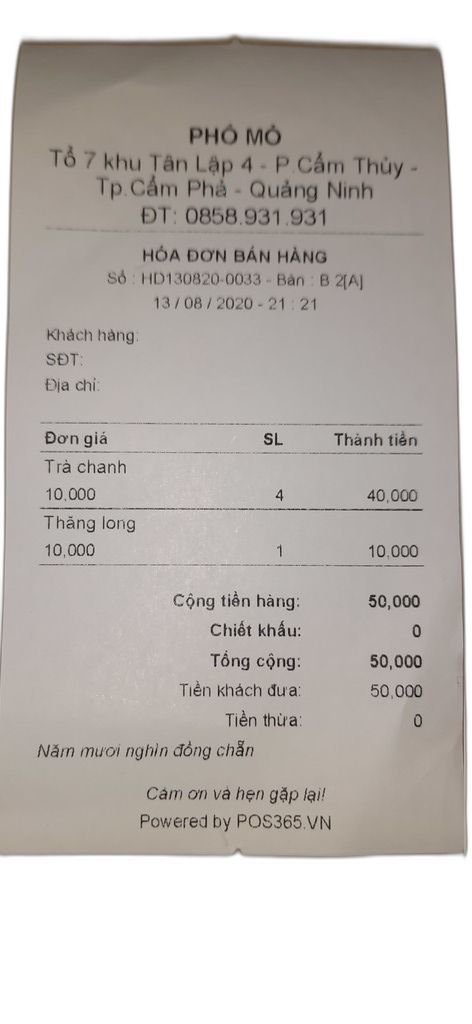 PHỐ MỎ
Tổ 7 khu Tân Lập 4 - P.Cẩm Thủy -
Tp.Cẩm Phả - Quảng Ninh
ĐT: 0858.931.931
HÓA ĐƠN BÁN HÀNG
Số : HD130820-0033 - Bàn : B 2[A]
13 / 08 / 2020 - 21 : 21
Khách hàng:
SĐT:
Địa chỉ:
Đơn giá SL Thành tiền
Trà chanh
10,000 4 40,000
Thăng long
10,000 1 10,000
Cộng tiền hàng: 50,000
Chiết khấu: 0
Tổng cộng: 50,000
Tiền khách đưa: 50,000
Tiền thừa: 0
Năm mươi nghìn đồng chẵn
Cảm ơn và hẹn gặp lại!
Powered by POS365.VN